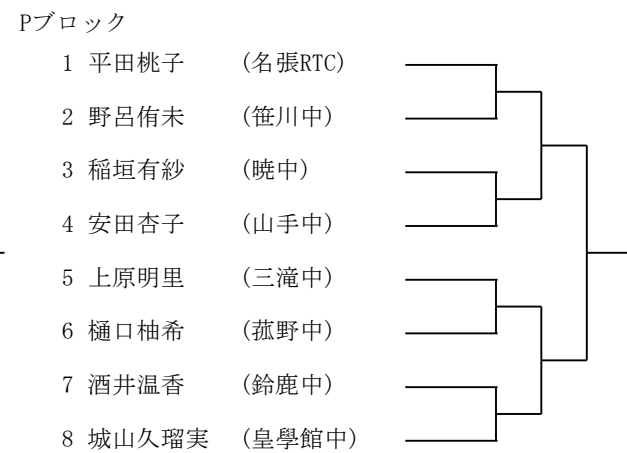 Pブロック
1 平田桃子 (名張RTC)
2 野呂侑未 (笹川中)
3 稲垣有紗 (暁中)
4 安田杏子 (山手中)
5 上原明里 (三滝中)
6 樋口柚希 (菰野中)
7 酒井温香 (鈴鹿中)
8 城山久瑠実 (皇學館中)